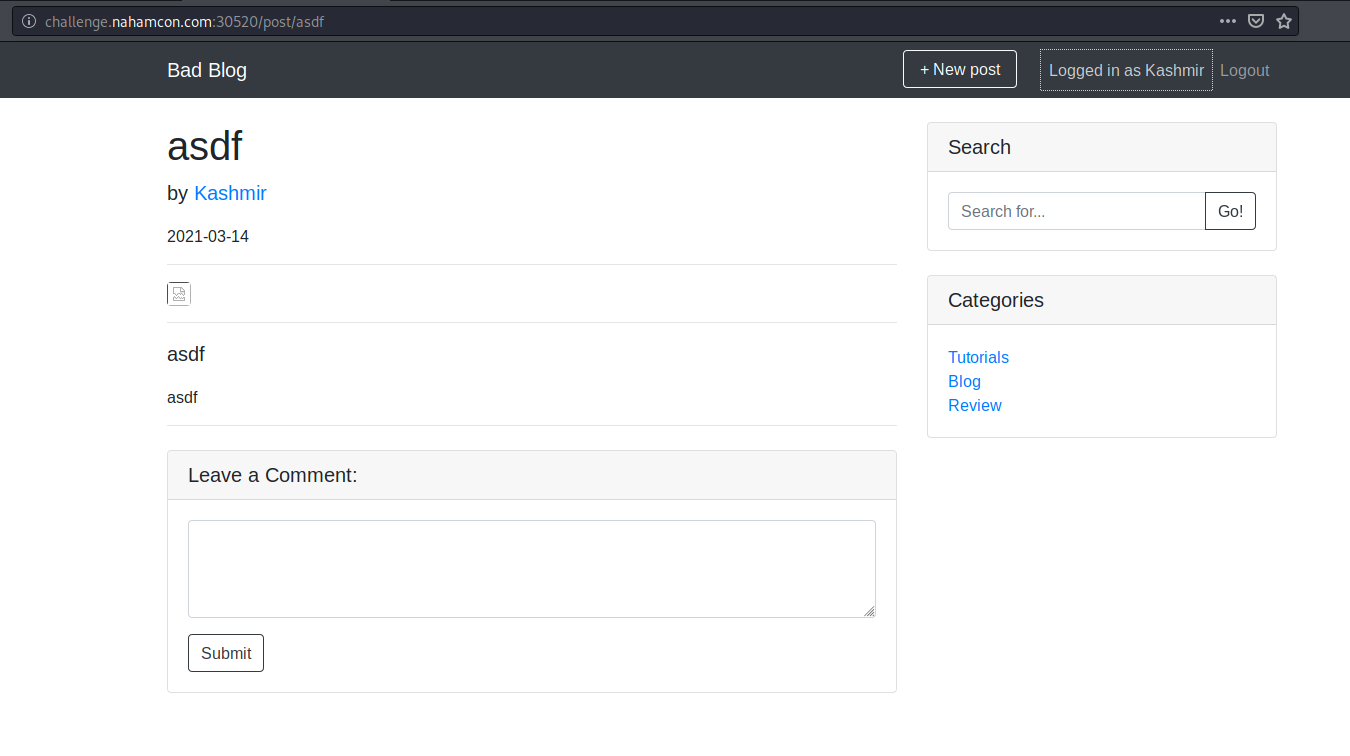 challenge.nahamcon.com:30520/post/asdf
Bad Blog
+ New post
Logged in as Kashmir
Logout
asdf
by Kashmir
2021-03-14
asdf
asdf
Leave a Comment:
Submit
Search
Search for...
Go!
Categories
Tutorials
Blog
Review